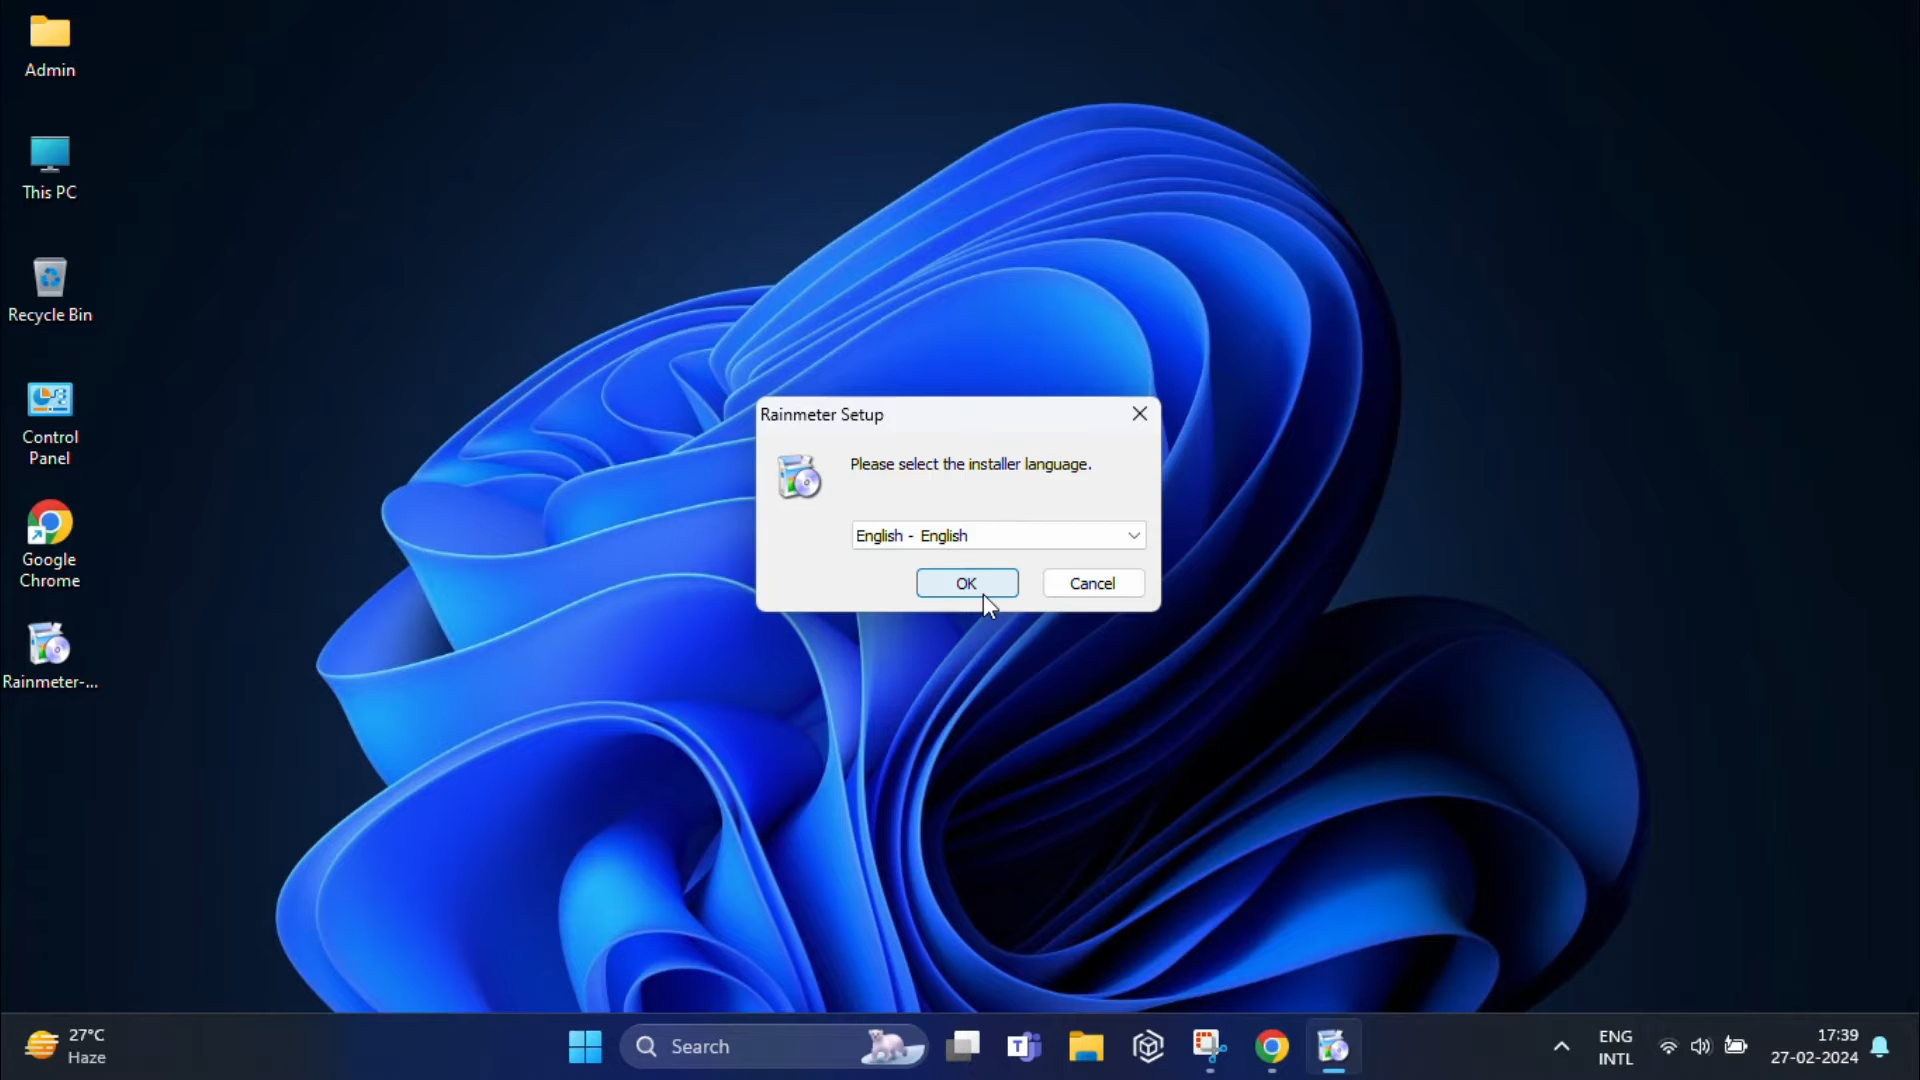 Admin
This PC
Recycle Bin
Control
Panel
Google
Chrome
Rainmeter-...
Rainmeter Setup
Please select the installer language.
English - English
OK
Cancel
27°C
Haze
Search
T
ENG
INTL
17:39
27-02-2024